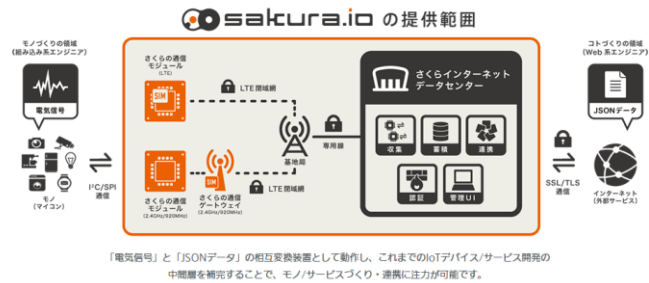 sakura.io の提供範囲
モノづくりの領域
(組み込み系エンジニア)
電気信号
モノ
(マイコン)
I²C/SPI
通信
さくらの通信
モジュール
(LTE)
SIM
LTE閉域網
さくらの通信
モジュール
(2.4GHz/920MHz)
SIM
さくらの通信
ゲートウェイ
(2.4GHz/920MHz)
LTE閉域網
基地局
専用線
さくらインターネット
データセンター
収集
蓄積
連携
認証
管理UI
コトづくりの領域
(Web系エンジニア)
JSONデータ
SSL/TLS
通信
インターネット
(外部サービス)
「電気信号」と「JSONデータ」の相互変換装置として動作し、これまでのIoTデバイス/サービス開発の
中間層を補完することで、モノ/サービスづくり・連携に注力が可能です。